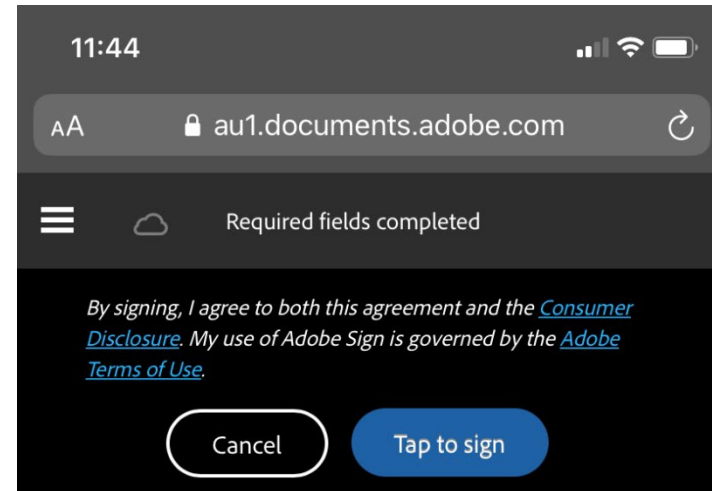 11:44
AA au1.documents.adobe.com
Required fields completed
By signing, I agree to both this agreement and the Consumer
Disclosure. My use of Adobe Sign is governed by the Adobe
Terms of Use.
Cancel Tap to sign